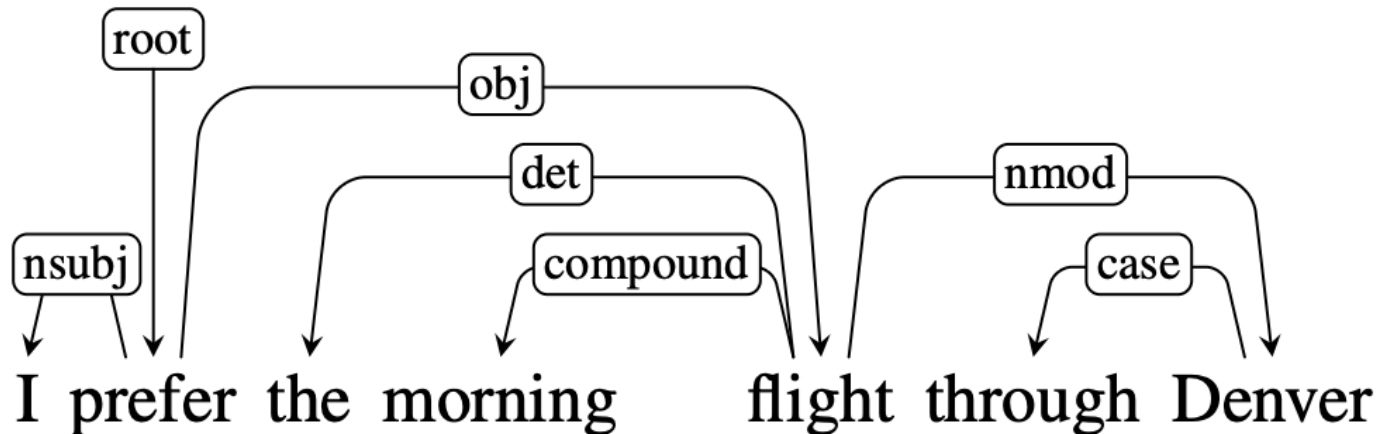 root
obj
det nmod
nsubj compound case
I prefer the morning flight through Denver